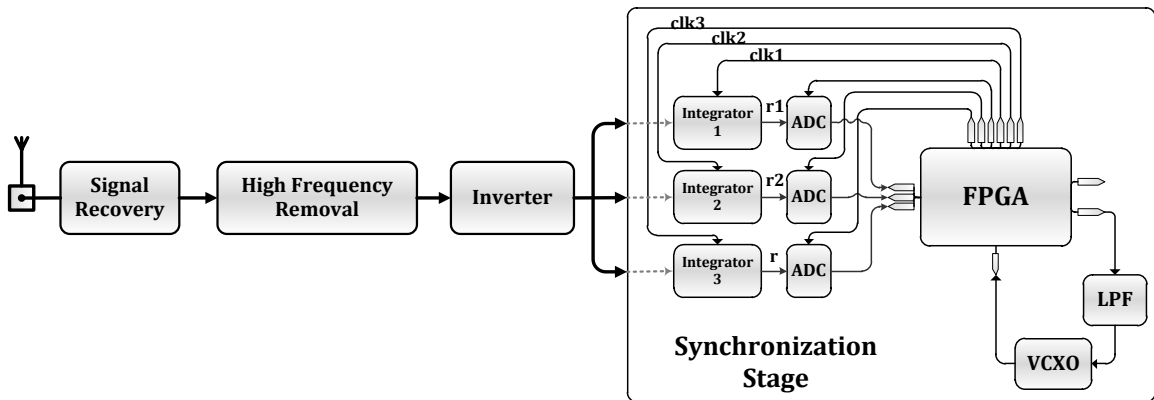 clk3
clk2
clk1
Integrator
1
r1
ADC
Signal
Recovery
High Frequency
Removal
Inverter
Integrator
2
r2
ADC
FPGA
Integrator
3
r
ADC
LPF
VCXO
Synchronization
Stage